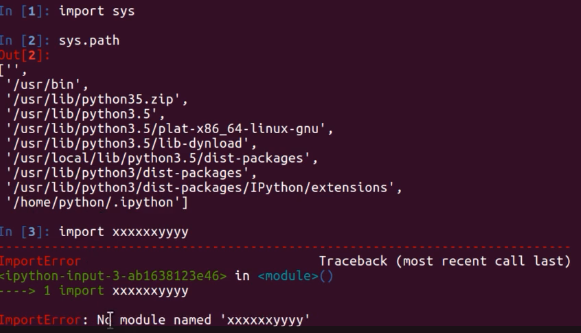 In [1]: import sys
In [2]: sys.path
Out[2]:
['',
'/usr/bin',
'/usr/lib/python35.zip',
'/usr/lib/python3.5',
'/usr/lib/python3.5/plat-x86_64-linux-gnu',
'/usr/lib/python3.5/lib-dynload',
'/usr/local/lib/python3.5/dist-packages',
'/usr/lib/python3/dist-packages',
'/usr/lib/python3/dist-packages/IPython/extensions',
'/home/python/.ipython']
In [3]: import xxxxxxyyyy
---------------------------------------------------------------------------
ImportError Traceback (most recent call last)
<ipython-input-3-ab1638123e46> in <module>()
----> 1 import xxxxxxyyyy
ImportError: No module named 'xxxxxxyyyy'